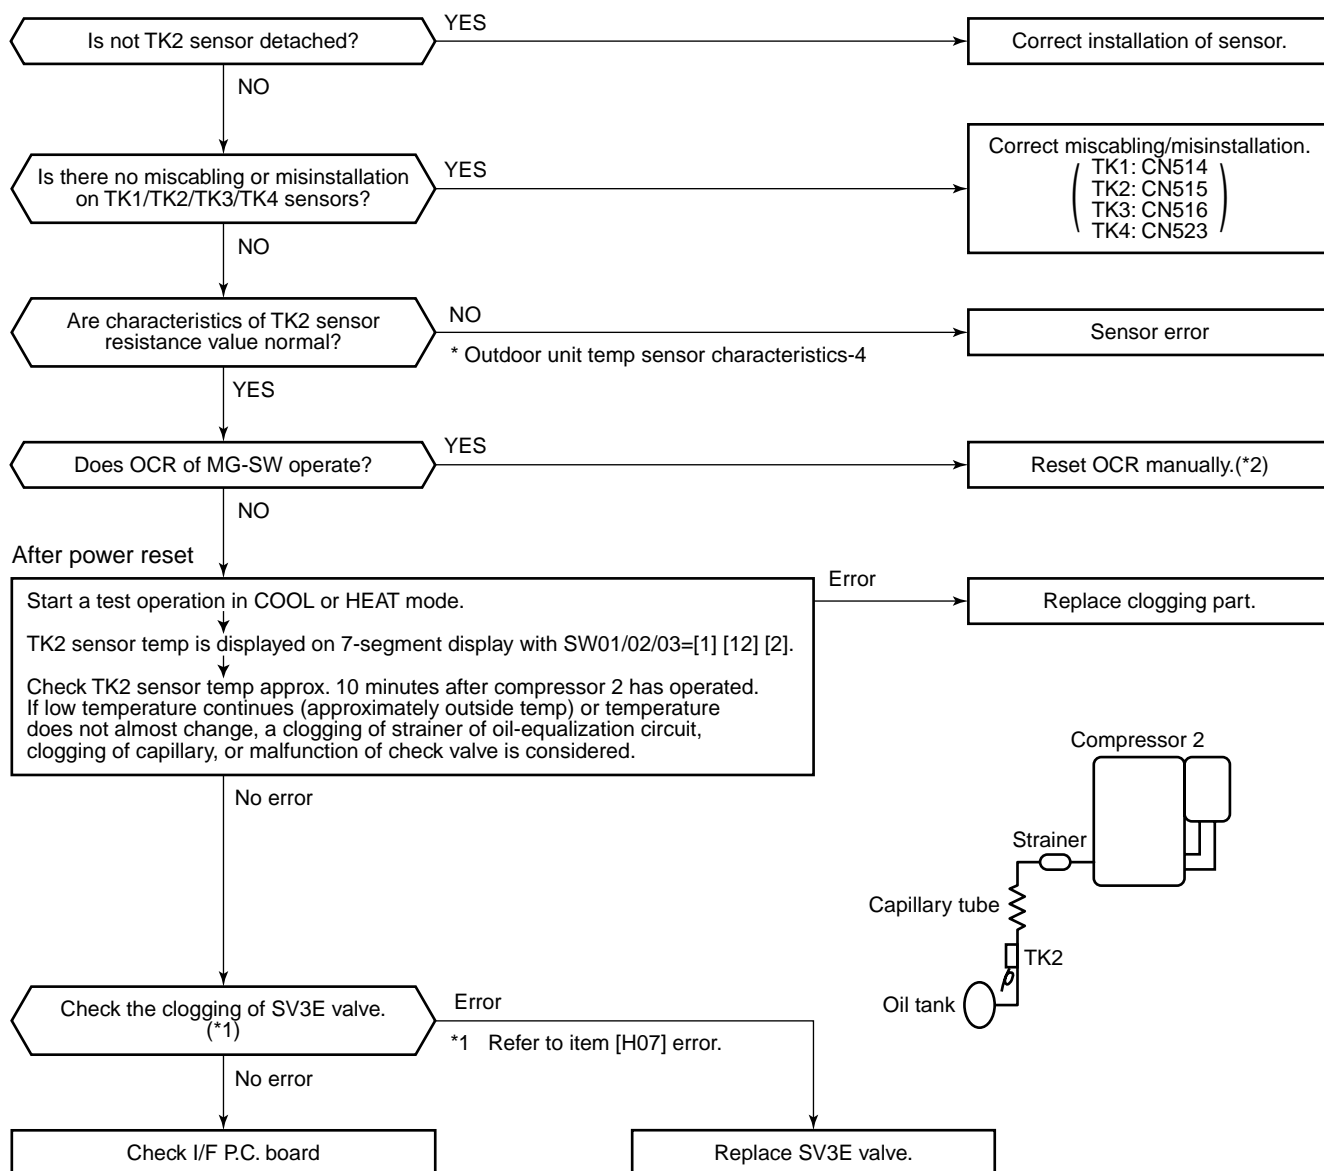 Is not TK2 sensor detached?
YES
Correct installation of sensor.
NO
Is there no miscabling or misinstallation
on TK1/TK2/TK3/TK4 sensors?
YES
Correct miscabling/misinstallation.
TK1: CN514
TK2: CN515
TK3: CN516
TK4: CN523
NO
Are characteristics of TK2 sensor
resistance value normal?
NO
* Outdoor unit temp sensor characteristics-4
Sensor error
YES
Does OCR of MG-SW operate?
YES
Reset OCR manually.(*2)
NO
After power reset
Start a test operation in COOL or HEAT mode.
TK2 sensor temp is displayed on 7-segment display with SW01/02/03=[1] [12] [2].
Check TK2 sensor temp approx. 10 minutes after compressor 2 has operated.
If low temperature continues (approximately outside temp) or temperature
does not almost change, a clogging of strainer of oil-equalization circuit,
clogging of capillary, or malfunction of check valve is considered.
Error
Replace clogging part.
No error
Compressor 2
Strainer
Capillary tube
TK2
Oil tank
Check the clogging of SV3E valve.
(*1)
Error
*1 Refer to item [H07] error.
No error
Check I/F P.C. board
Replace SV3E valve.